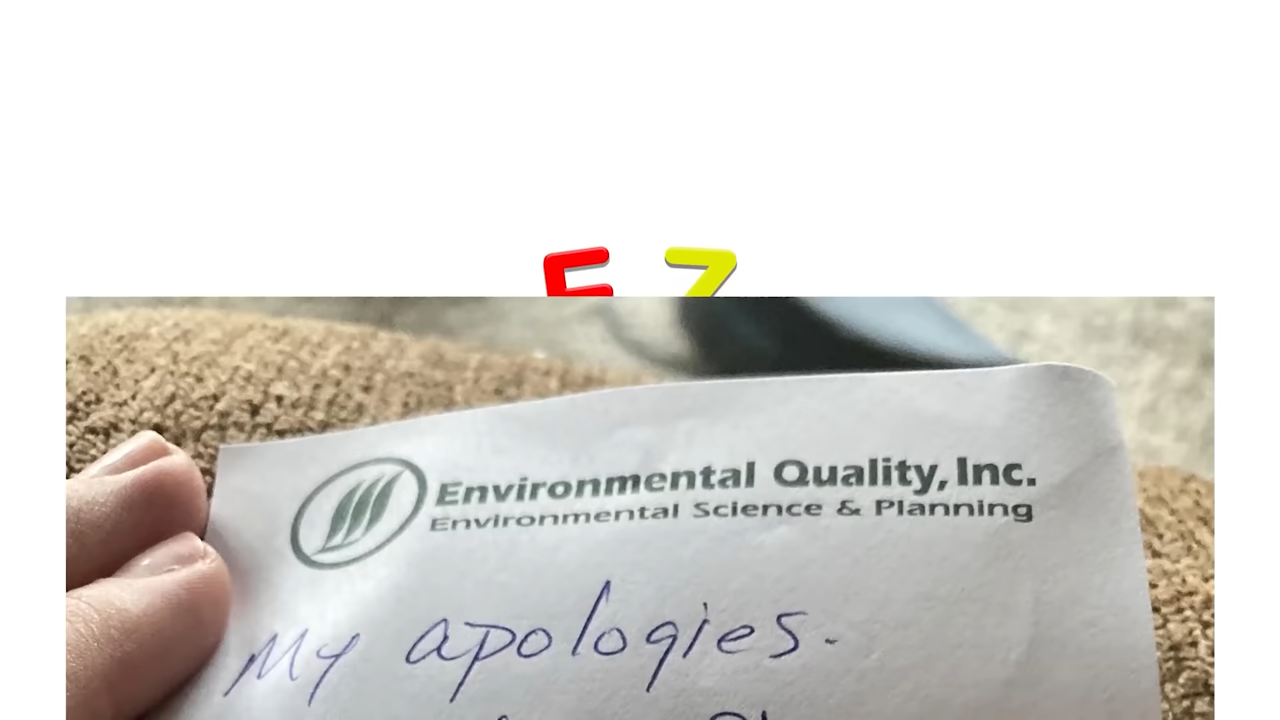 Environmental Quality, Inc.
Environmental Science & Planning
My apologies.